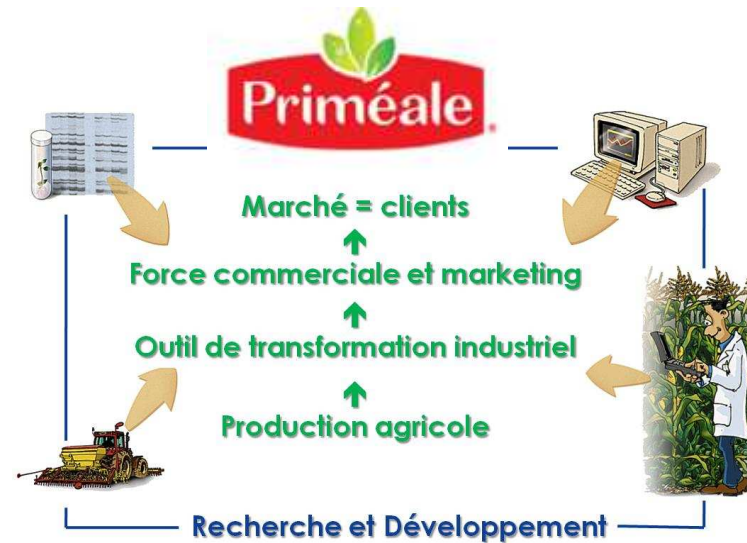 Priméale
Marché = clients
Force commerciale et marketing
Outil de transformation industriel
Production agricole
Recherche et Développement